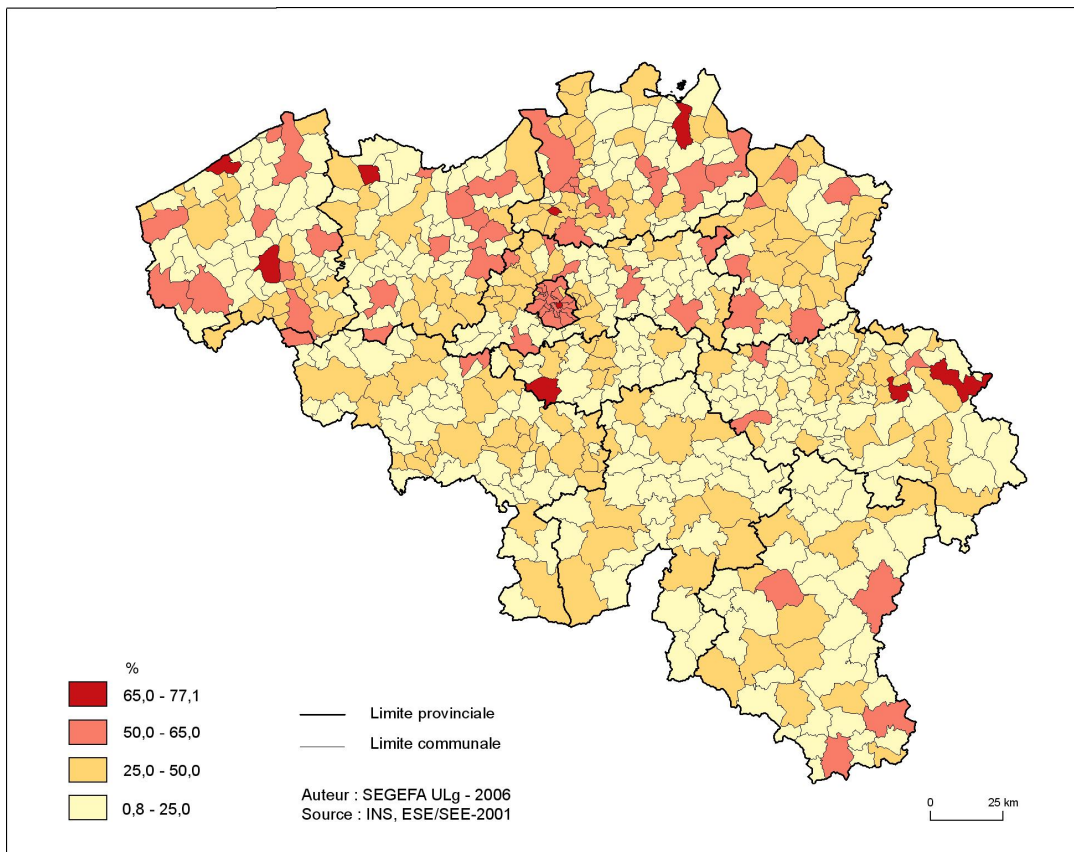 %
65,0 - 77,1
50,0 - 65,0
25,0 - 50,0
0,8 - 25,0
Limite provinciale
Limite communale
Auteur : SEGEFA ULg - 2006
Source : INS, ESE/SEE-2001
0 25 km